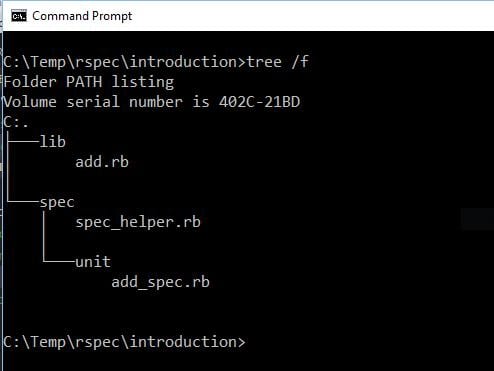 Command Prompt
C:\Temp\rspec\introduction>tree /f
Folder PATH listing
Volume serial number is 402C-21BD
C:.
├───lib
│       add.rb
│
└───spec
    │   spec_helper.rb
    │
    └───unit
            add_spec.rb
C:\Temp\rspec\introduction>